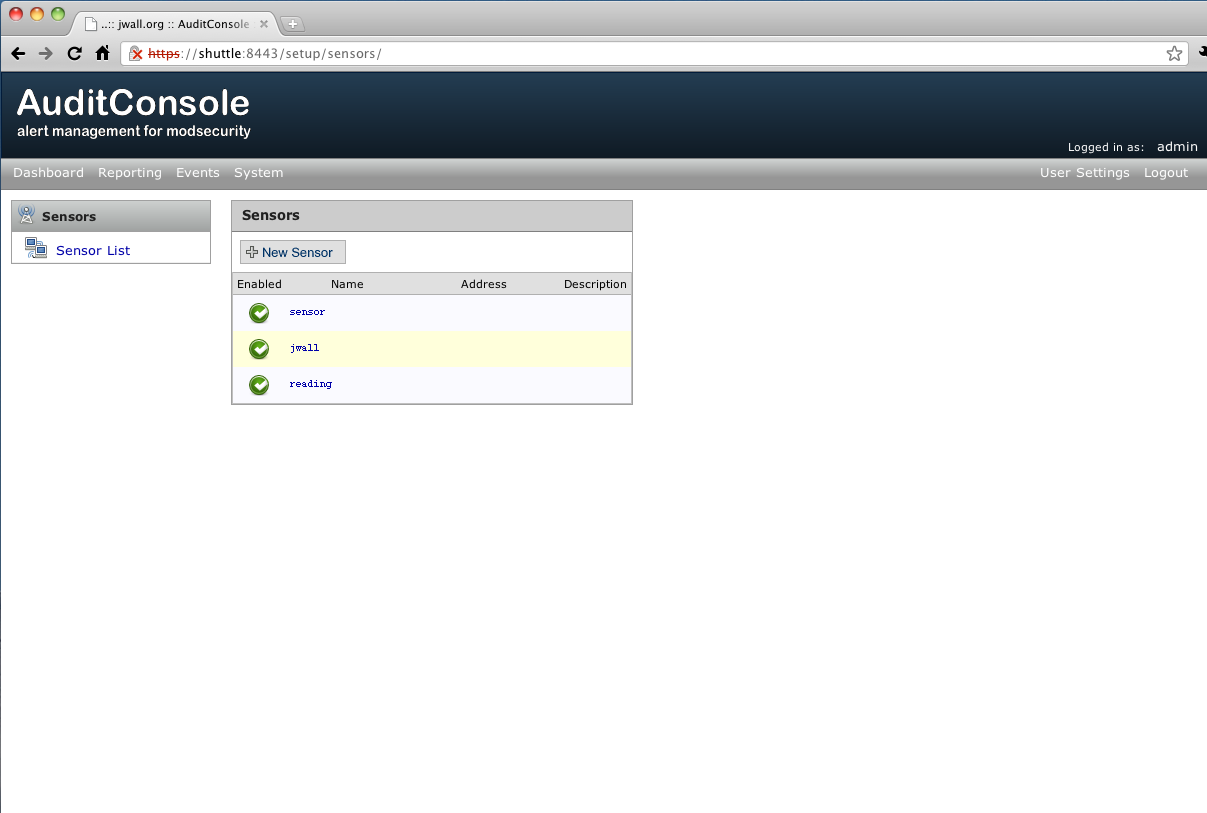 ..:: jwall.org :: AuditConsole
https://shuttle:8443/setup/sensors/
AuditConsole
alert management for modsecurity
Logged in as: admin
Dashboard Reporting Events System User Settings Logout
Sensors
Sensor List
Sensors
New Sensor
Enabled Name Address Description
sensor
jwall
reading